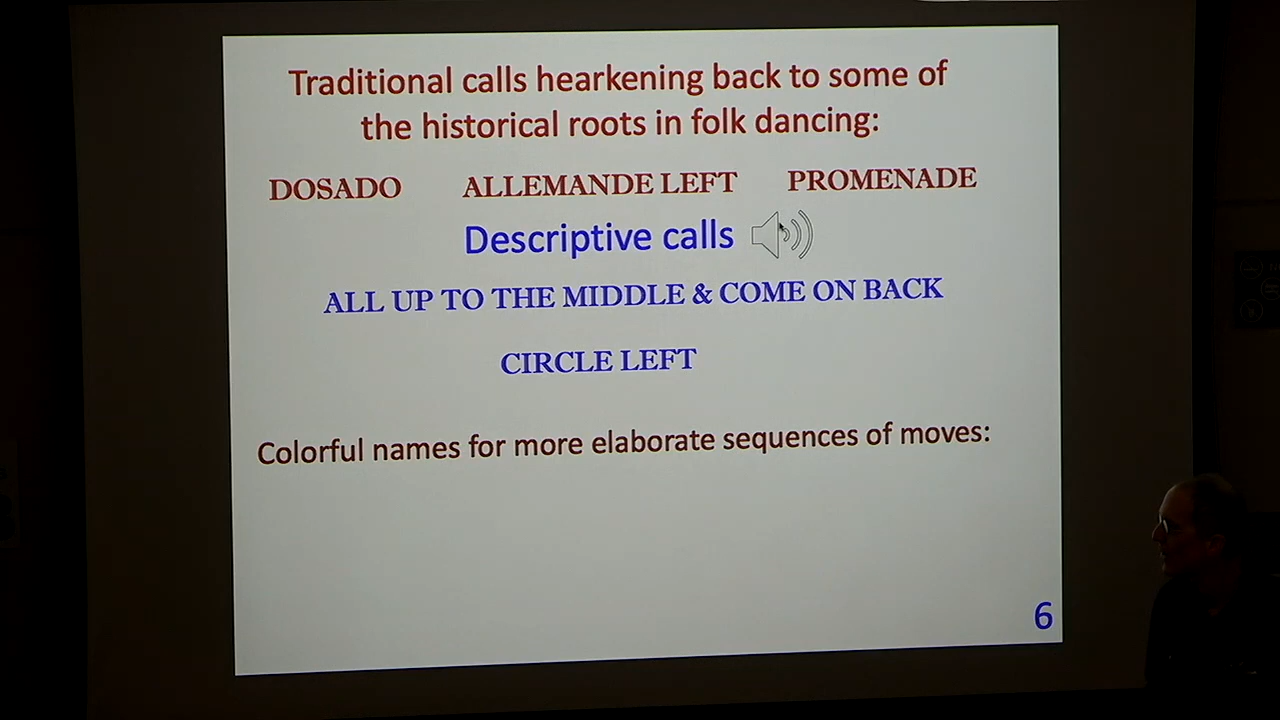 Traditional calls hearkening back to some of
the historical roots in folk dancing:
DOSADO ALLEMANDE LEFT PROMENADE
Descriptive calls
ALL UP TO THE MIDDLE & COME ON BACK
CIRCLE LEFT
Colorful names for more elaborate sequences of moves:
6